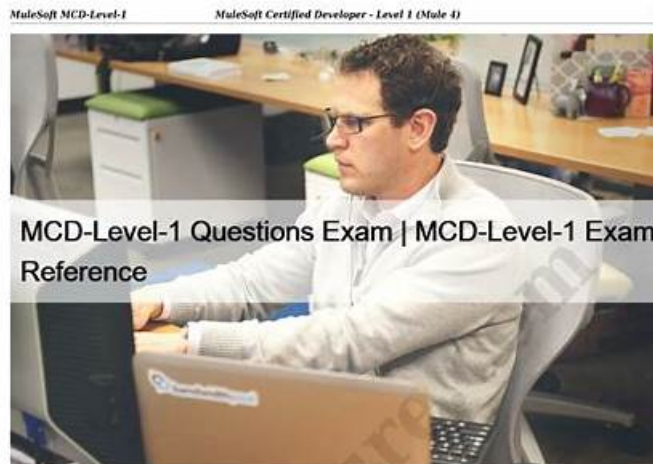 MuleSoft MCD-Level-1 MuleSoft Certified Developer - Level 1 (Mule 4)
MCD-Level-1 Questions Exam | MCD-Level-1 Exam
Reference